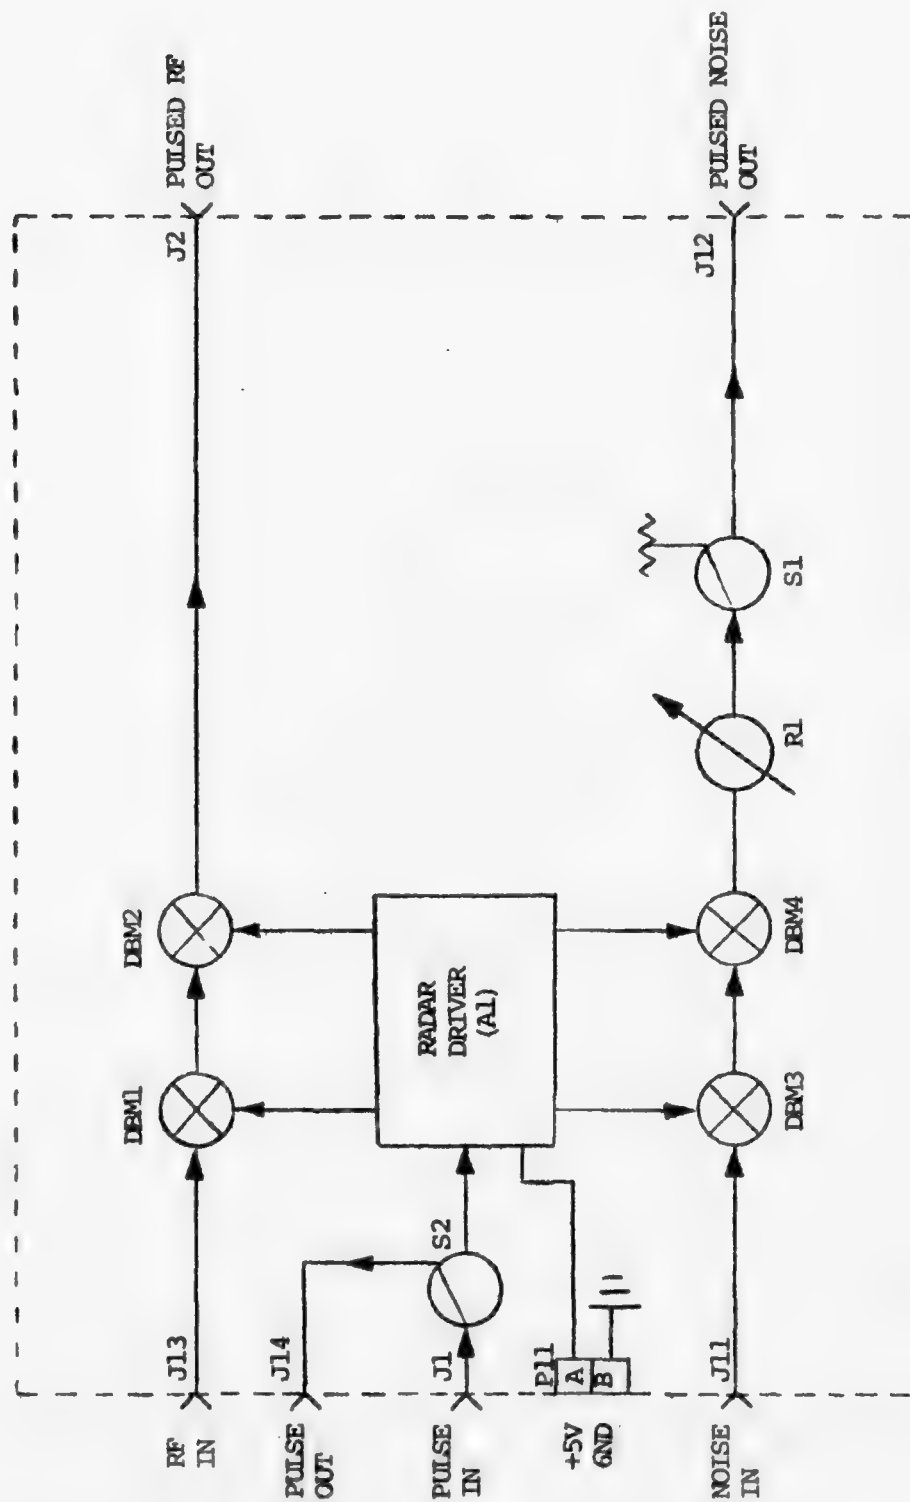 RF
IN
J13
DBM1
DBM2
J2
PULSED RF
OUT
PULSE
OUT
J14
PULSE
IN
J1
S2
RADAR
DRIVER
(A1)
+5V
GND
P11
A
B
NOISE
IN
J11
DBM3
DBM4
R1
S1
J12
PULSED NOISE
OUT